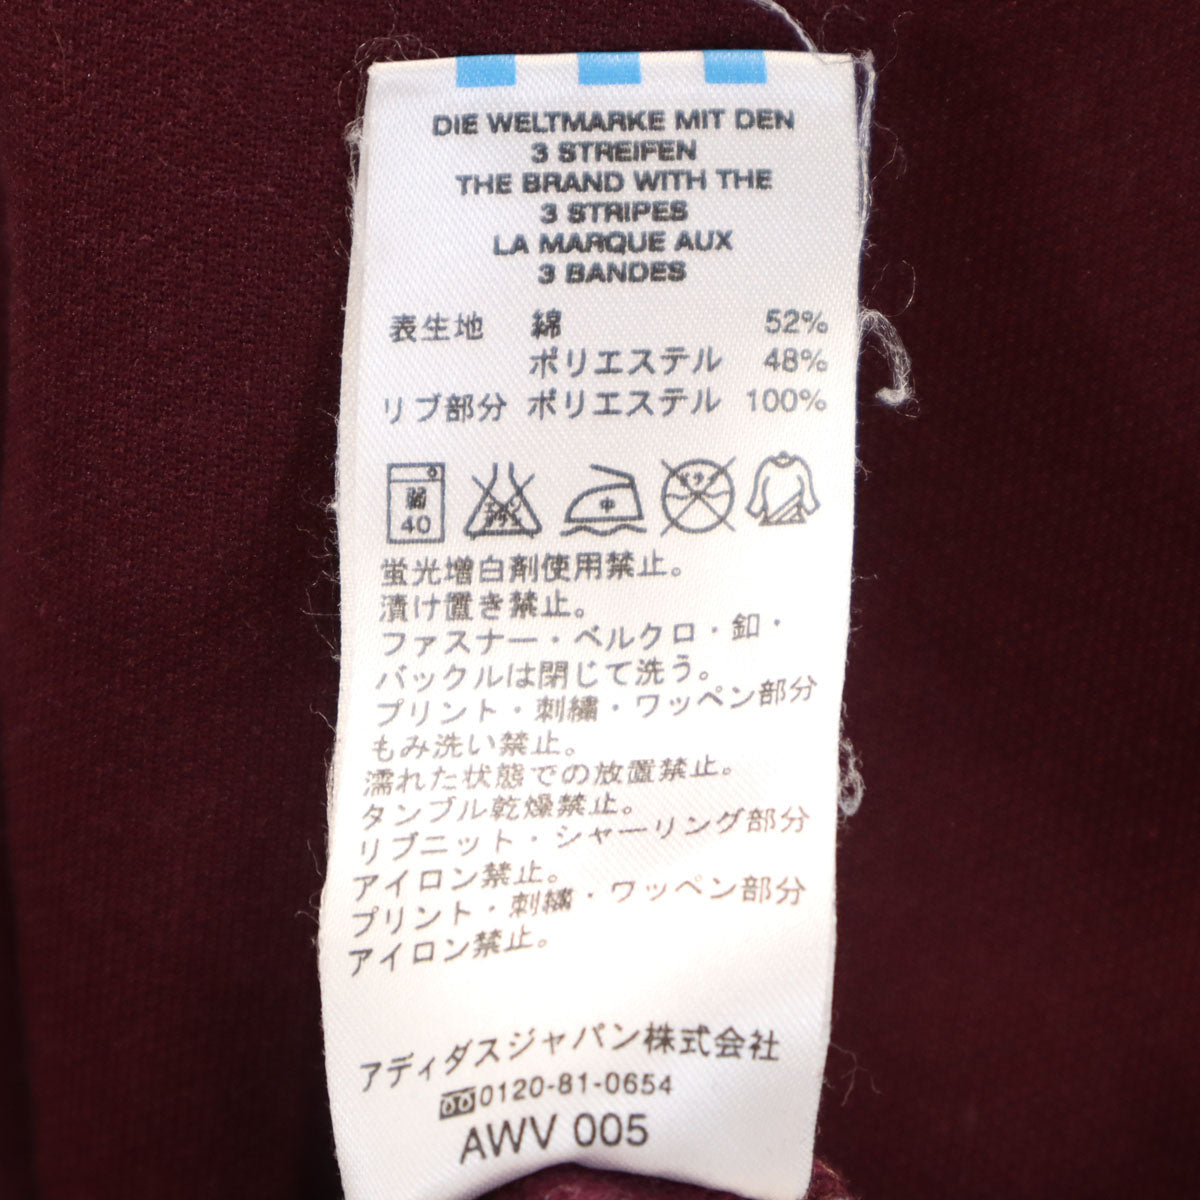 DIE WELTMARKE MIT DEN
3 STREIFEN
THE BRAND WITH THE
3 STRIPES
LA MARQUE AUX
3 BANDES
表生地 綿 52%
ポリエステル 48%
リブ部分 ポリエステル 100%
弱 40 中
蛍光増白剤使用禁止。
漬け置き禁止。
ファスナー・ベルクロ・釦・
バックルは閉じて洗う。
プリント・刺繍・ワッペン部分
もみ洗い禁止。
濡れた状態での放置禁止。
タンブル乾燥禁止。
リブニット・シャーリング部分
アイロン禁止。
プリント・刺繍・ワッペン部分
アイロン禁止。
アディダスジャパン株式会社
0120-81-0654
AWV 005